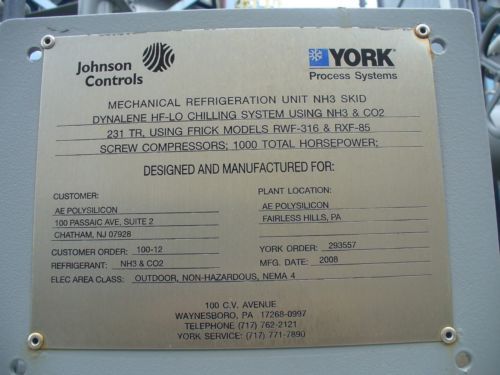 Johnson Controls
YORK®
Process Systems
MECHANICAL REFRIGERATION UNIT NH3 SKID
DYNALENE HF-LO CHILLING SYSTEM USING NH3 & CO2
231 TR, USING FRICK MODELS RWF-316 & RXF-85
SCREW COMPRESSORS; 1000 TOTAL HORSEPOWER;
DESIGNED AND MANUFACTURED FOR:
CUSTOMER:
AE POLYSILICON
100 PASSAIC AVE, SUITE 2
CHATHAM, NJ 07928
PLANT LOCATION:
AE POLYSILICON
FAIRLESS HILLS, PA
CUSTOMER ORDER: 100-12
YORK ORDER: 293557
REFRIGERANT: NH3 & CO2
MFG. DATE: 2008
ELEC AREA CLASS: OUTDOOR, NON-HAZARDOUS, NEMA 4
100 C.V. AVENUE
WAYNESBORO, PA 17268-0997
TELEPHONE (717) 762-2121
YORK SERVICE: (717) 771-7890